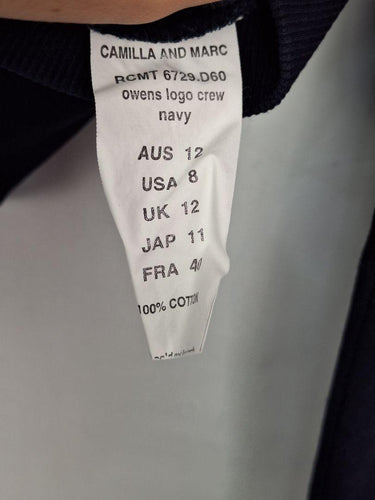 CAMILLA AND MARC
RCMT 6729.D60
owens logo crew
navy
AUS 12
USA 8
UK 12
JAP 11
FRA 40
100% COTTON